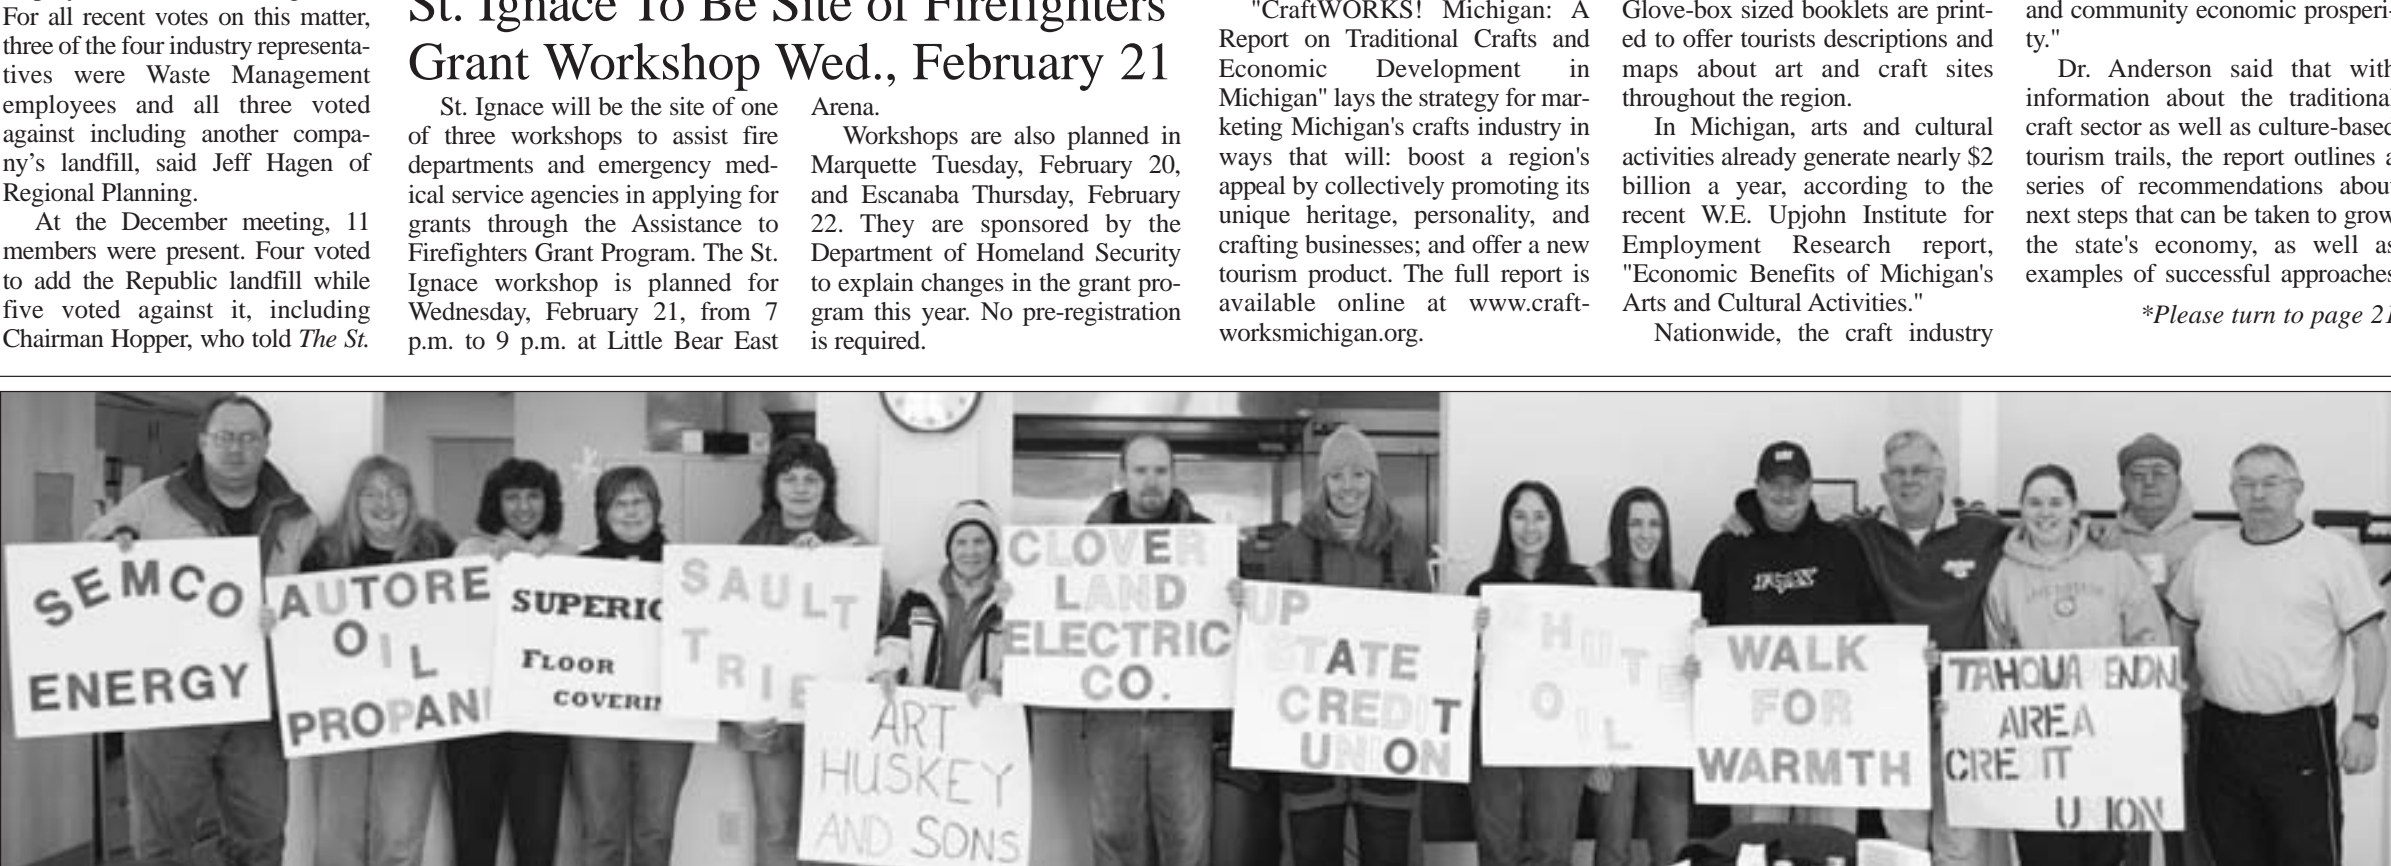 For all recent votes on this matter,
three of the four industry representa-
tives were Waste Management
employees and all three voted
against including another compa-
ny's landfill, said Jeff Hagen of
Regional Planning.
At the December meeting, 11
members were present. Four voted
to add the Republic landfill while
five voted against it, including
Chairman Hopper, who told The St.
St. Ignace To Be Site of Firefighters
Grant Workshop Wed., February 21
St. Ignace will be the site of one
of three workshops to assist fire
departments and emergency med-
ical service agencies in applying for
grants through the Assistance to
Firefighters Grant Program. The St.
Ignace workshop is planned for
Wednesday, February 21, from 7
p.m. to 9 p.m. at Little Bear East
Arena.
Workshops are also planned in
Marquette Tuesday, February 20,
and Escanaba Thursday, February
22. They are sponsored by the
Department of Homeland Security
to explain changes in the grant pro-
gram this year. No pre-registration
is required.
"CraftWORKS! Michigan: A
Report on Traditional Crafts and
Economic Development in
Michigan" lays the strategy for mar-
keting Michigan's crafts industry in
ways that will: boost a region's
appeal by collectively promoting its
unique heritage, personality, and
crafting businesses; and offer a new
tourism product. The full report is
available online at www.craft-
worksmichigan.org.
Glove-box sized booklets are print-
ed to offer tourists descriptions and
maps about art and craft sites
throughout the region.
In Michigan, arts and cultural
activities already generate nearly $2
billion a year, according to the
recent W.E. Upjohn Institute for
Employment Research report,
"Economic Benefits of Michigan's
Arts and Cultural Activities."
Nationwide, the craft industry
and community economic prosperi-
ty."
Dr. Anderson said that with
information about the traditional
craft sector as well as culture-based
tourism trails, the report outlines a
series of recommendations about
next steps that can be taken to grow
the state's economy, as well as
examples of successful approaches
*Please turn to page 21
SEMCO
ENERGY
AUTORE
OIL
PROPAN
SUPERIO
FLOOR
COVERIN
SAULT
TRIBE
ART
HUSKEY
AND SONS
CLOVER
LAND
ELECTRIC
CO.
UP
STATE
CREDIT
UNION
SHUTE
OIL
WALK
FOR
WARMTH
TAHQUAMENON
AREA
CREDIT
UNION